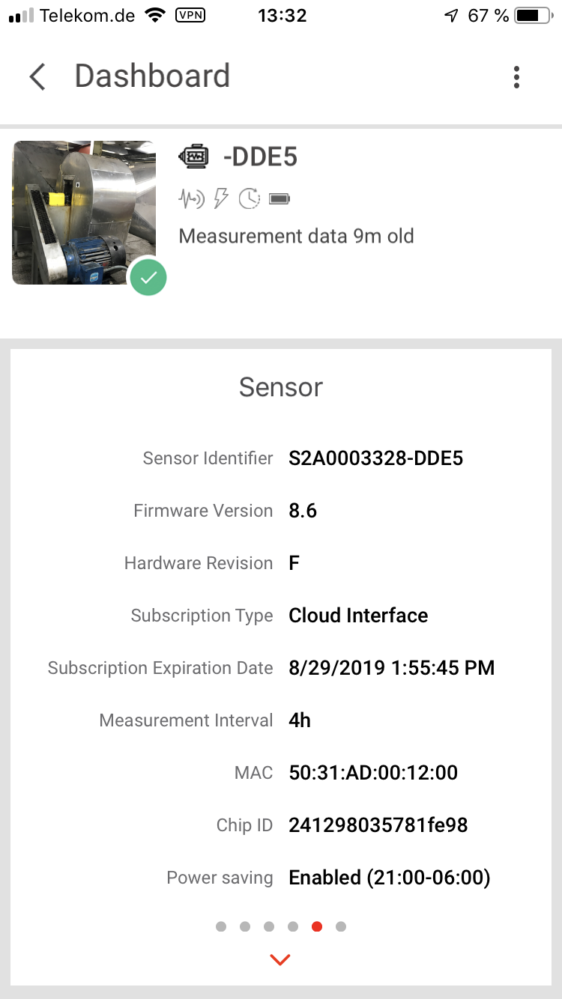 Telekom.de VPN 13:32 67 %
Dashboard
-DDE5
Measurement data 9m old
Sensor
Sensor Identifier S2A0003328-DDE5
Firmware Version 8.6
Hardware Revision F
Subscription Type Cloud Interface
Subscription Expiration Date 8/29/2019 1:55:45 PM
Measurement Interval 4h
MAC 50:31:AD:00:12:00
Chip ID 241298035781fe98
Power saving Enabled (21:00-06:00)